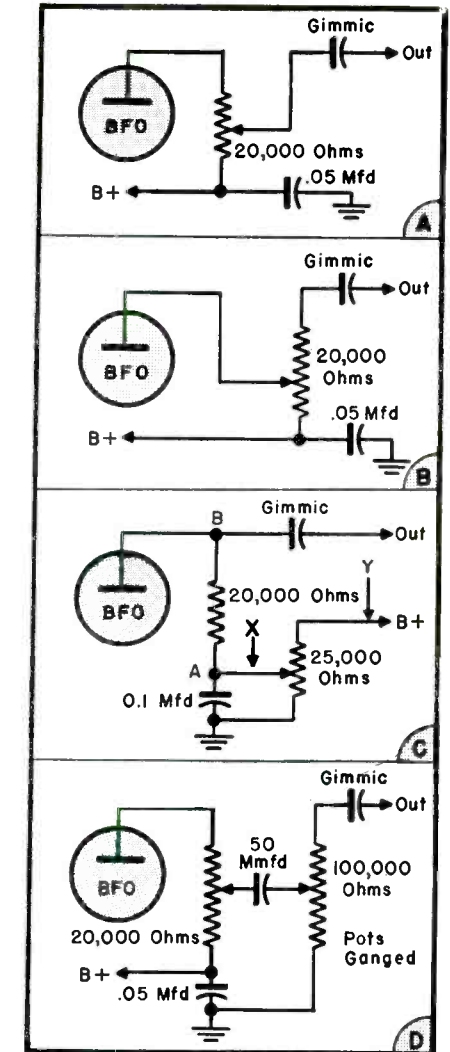 Gimmic
Out
BFO
20,000 Ohms
.05 Mfd
B+
A
Gimmic
Out
20,000
Ohms
BFO
.05 Mfd
B+
B
B
Gimmic
Out
Y
BFO
20,000 Ohms
B+
X
25,000
Ohms
A
0.1 Mfd
C
Gimmic
Out
50
Mmfd
100,000
Ohms
BFO
20,000 Ohms
Pots
Ganged
B+
.05 Mfd
D